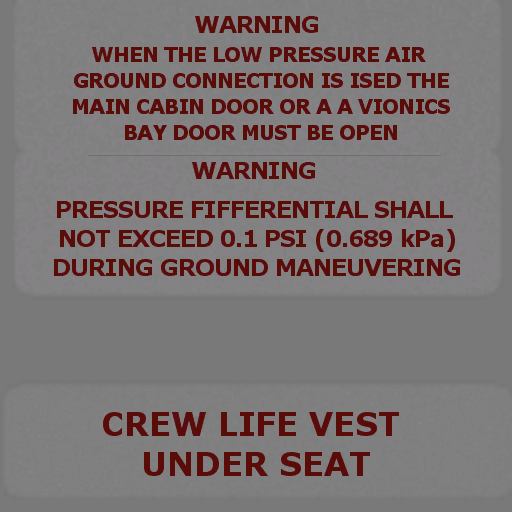 WARNING
WHEN THE LOW PRESSURE AIR
GROUND CONNECTION IS ISED THE
MAIN CABIN DOOR OR A A VIONICS
BAY DOOR MUST BE OPEN
WARNING
PRESSURE FIFFERENTIAL SHALL
NOT EXCEED 0.1 PSI (0.689 kPa)
DURING GROUND MANEUVERING
CREW LIFE VEST
UNDER SEAT